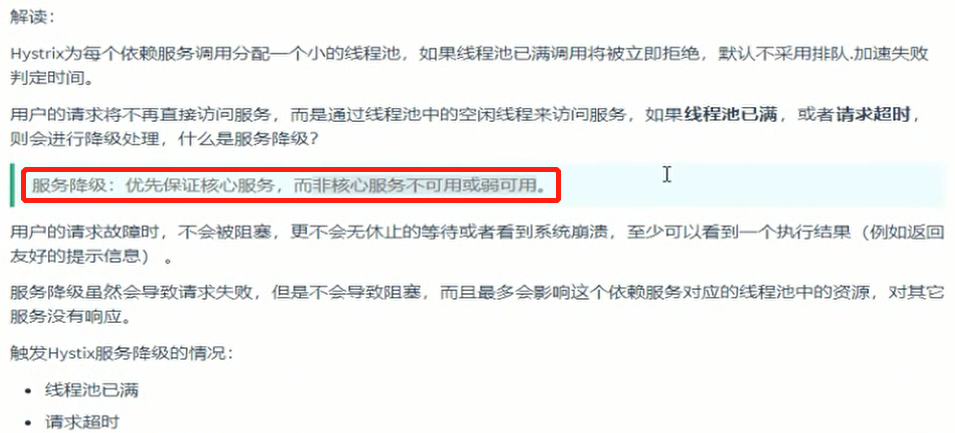 解读：
Hystrix为每个依赖服务调用分配一个小的线程池，如果线程池已满调用将被立即拒绝，默认不采用排队.加速失败
判定时间。
用户的请求将不再直接访问服务，而是通过线程池中的空闲线程来访问服务，如果线程池已满，或者请求超时，
则会进行降级处理，什么是服务降级？
服务降级：优先保证核心服务，而非核心服务不可用或弱可用。
用户的请求故障时，不会被阻塞，更不会无休止的等待或者看到系统崩溃，至少可以看到一个执行结果（例如返回
友好的提示信息） 。
服务降级虽然会导致请求失败，但是不会导致阻塞，而且最多会影响这个依赖服务对应的线程池中的资源，对其它
服务没有响应。
触发Hystix服务降级的情况：
• 线程池已满
• 请求超时